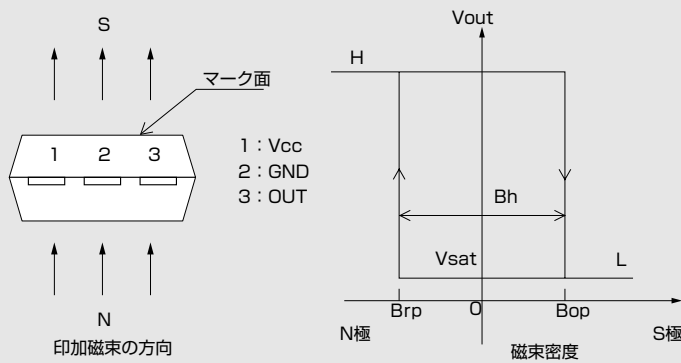 S
マーク面
1 2 3
1：Vcc
2：GND
3：OUT
N
印加磁束の方向
Vout
H
Bh
Vsat
L
Brp O Bop
N極 S極
磁束密度